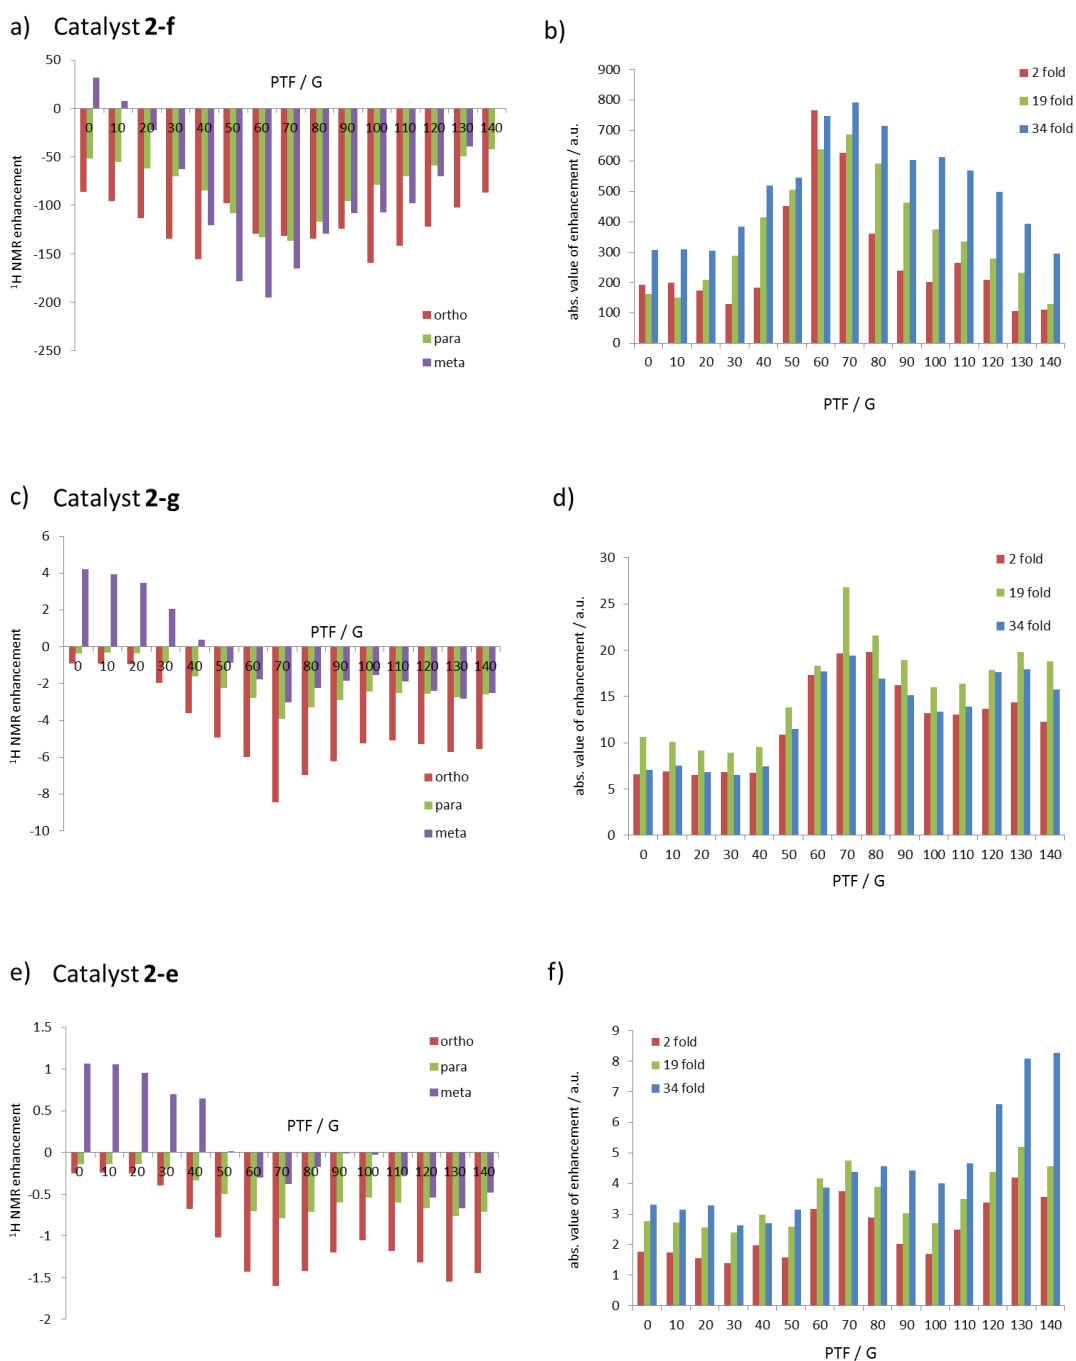 a) Catalyst 2-f
50
0
-50
-100
-150
-200
-250
¹H NMR enhancement
PTF / G
0 10 20 30 40 50 60 70 80 90 100 110 120 130 140
ortho
para
meta
b)
900
800
700
600
500
400
300
200
100
0
abs. value of enhancement / a.u.
2 fold
19 fold
34 fold
0 10 20 30 40 50 60 70 80 90 100 110 120 130 140
PTF / G
c) Catalyst 2-g
6
4
2
0
-2
-4
-6
-8
-10
¹H NMR enhancement
PTF / G
0 10 20 30 40 50 60 70 80 90 100 110 120 130 140
ortho
para
meta
d)
30
25
20
15
10
5
0
abs. value of enhancement / a.u.
2 fold
19 fold
34 fold
0 10 20 30 40 50 60 70 80 90 100 110 120 130 140
PTF / G
e) Catalyst 2-e
1.5
1
0.5
0
-0.5
-1
-1.5
-2
¹H NMR enhancement
ortho
para
meta
PTF / G
0 10 20 30 40 50 60 70 80 90 100 110 120 130 140
f)
9
8
7
6
5
4
3
2
1
0
abs. value of enhancement / a.u.
2 fold
19 fold
34 fold
0 10 20 30 40 50 60 70 80 90 100 110 120 130 140
PTF / G